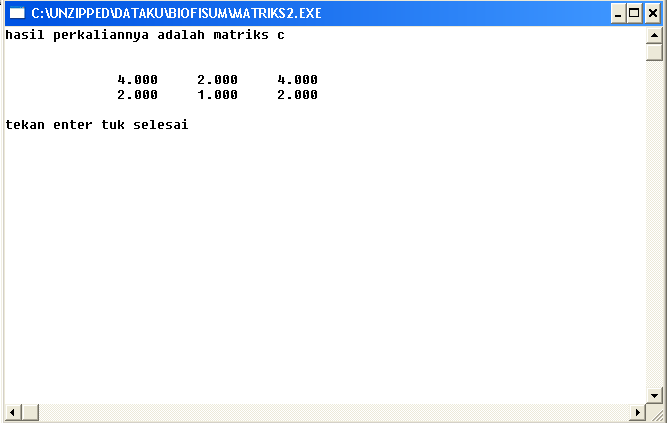 C:\UNZIPPED\DATAKU\BIOFISUM\MATRIKS2.EXE
hasil perkaliannya adalah matriks c
4.000 2.000 4.000
2.000 1.000 2.000
tekan enter tuk selesai